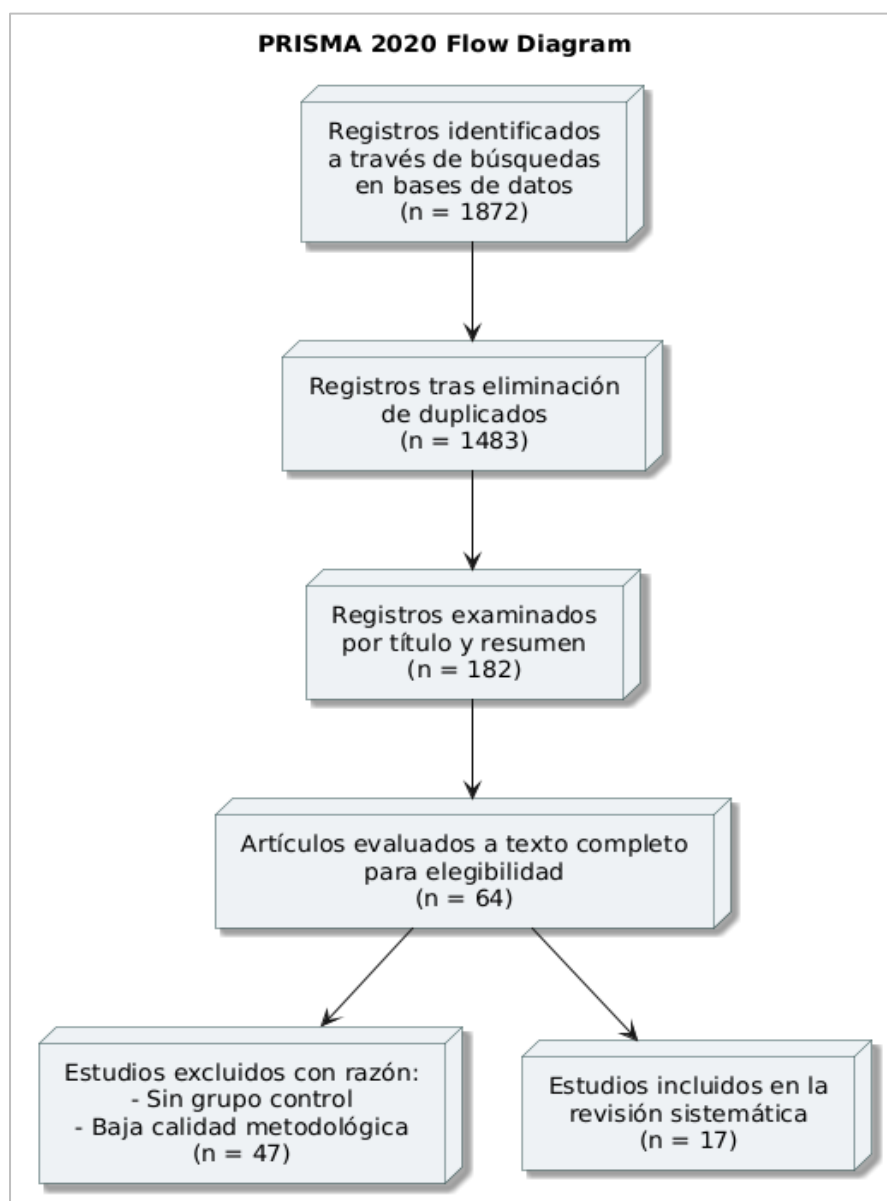 PRISMA 2020 Flow Diagram
Registros identificados
a través de búsquedas
en bases de datos
(n = 1872)
Registros tras eliminación
de duplicados
(n = 1483)
Registros examinados
por título y resumen
(n = 182)
Artículos evaluados a texto completo
para elegibilidad
(n = 64)
Estudios excluidos con razón:
- Sin grupo control
- Baja calidad metodológica
(n = 47)
Estudios incluidos en la
revisión sistemática
(n = 17)